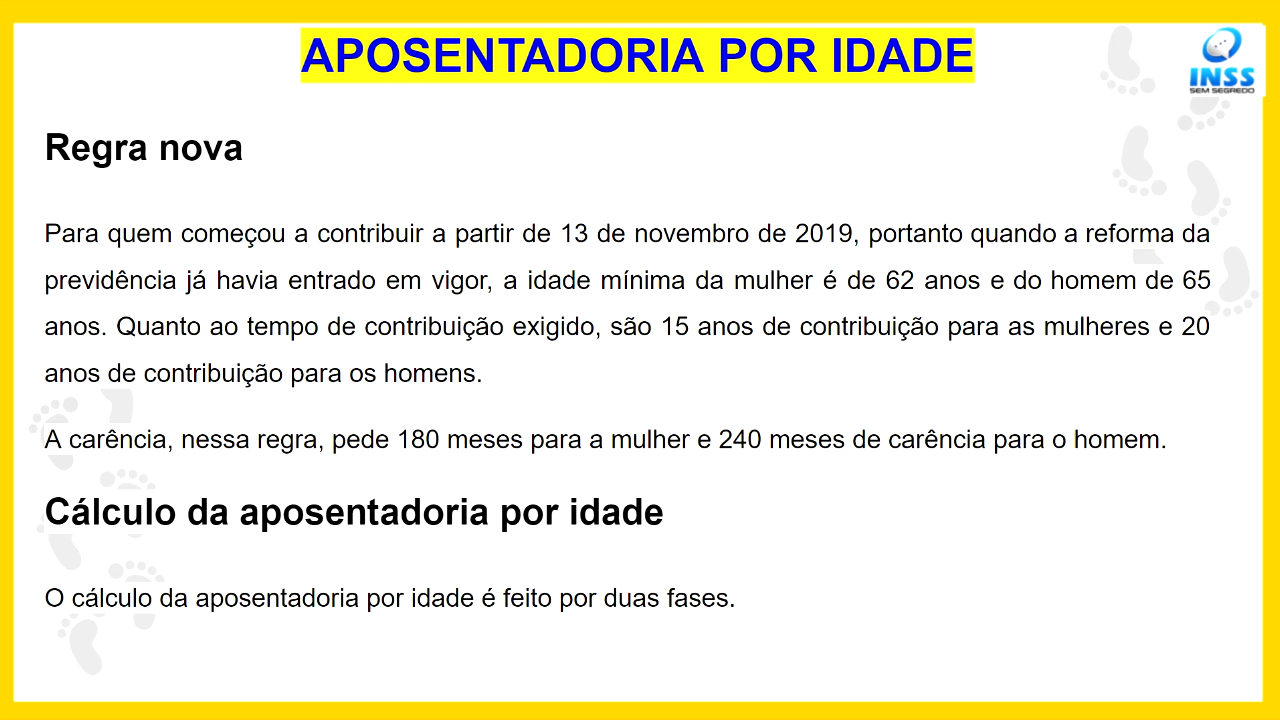 APOSENTADORIA POR IDADE
INSS
SEM SEGREDO
Regra nova
Para quem começou a contribuir a partir de 13 de novembro de 2019, portanto quando a reforma da
previdência já havia entrado em vigor, a idade mínima da mulher é de 62 anos e do homem de 65
anos. Quanto ao tempo de contribuição exigido, são 15 anos de contribuição para as mulheres e 20
anos de contribuição para os homens.
A carência, nessa regra, pede 180 meses para a mulher e 240 meses de carência para o homem.
Cálculo da aposentadoria por idade
O cálculo da aposentadoria por idade é feito por duas fases.